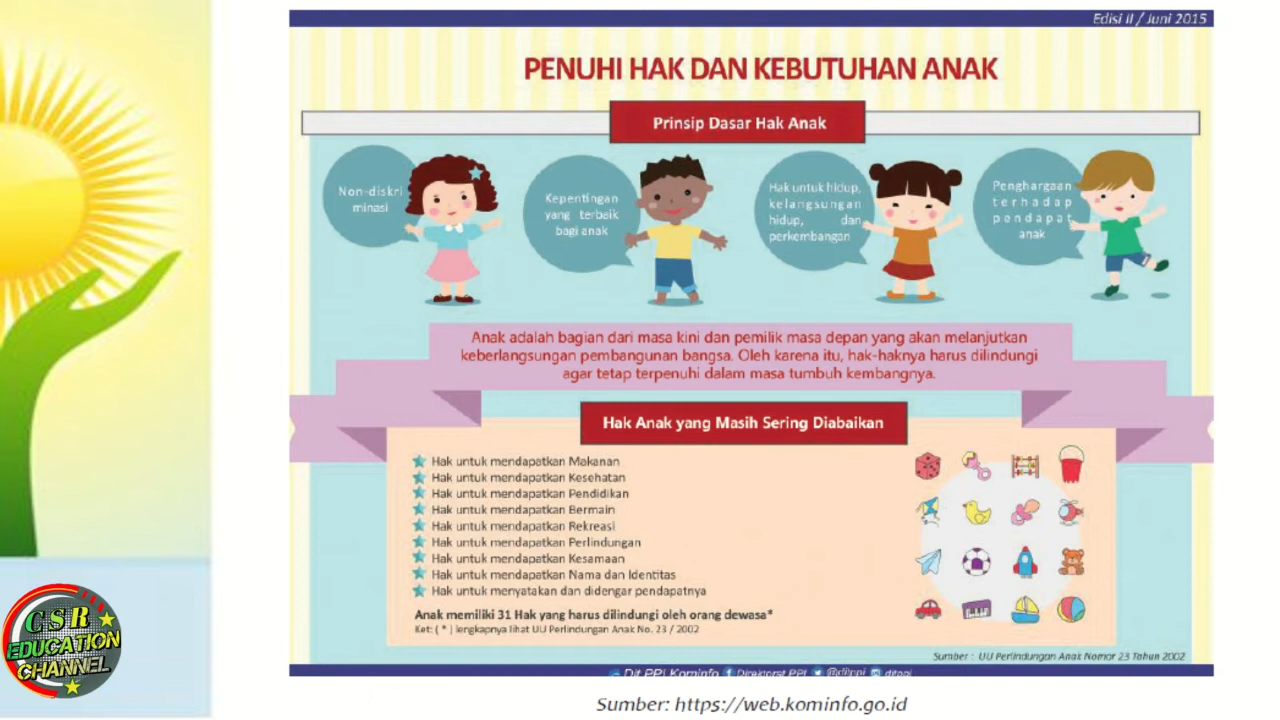 Edisi II / Juni 2015
PENUHI HAK DAN KEBUTUHAN ANAK
Prinsip Dasar Hak Anak
Non-diskri
minasi
Kepentingan
yang terbaik
bagi anak
Hak untuk hidup,
kelangsungan
hidup, dan
perkembangan
Penghargaan
terhadap
pendapat
anak
Anak adalah bagian dari masa kini dan pemilik masa depan yang akan melanjutkan
keberlangsungan pembangunan bangsa. Oleh karena itu, hak-haknya harus dilindungi
agar tetap terpenuhi dalam masa tumbuh kembangnya.
Hak Anak yang Masih Sering Diabaikan
Hak untuk mendapatkan Makanan
Hak untuk mendapatkan Kesehatan
Hak untuk mendapatkan Pendidikan
Hak untuk mendapatkan Bermain
Hak untuk mendapatkan Rekreasi
Hak untuk mendapatkan Perlindungan
Hak untuk mendapatkan Kesamaan
Hak untuk mendapatkan Nama dan Identitas
Hak untuk menyatakan dan didengar pendapatnya
Anak memiliki 31 Hak yang harus dilindungi oleh orang dewasa*
Ket: ( * ) lengkapnya lihat UU Perlindungan Anak No. 23 / 2002
Sumber : UU Perlindungan Anak Nomor 23 Tahun 2002
Dit PPI Kominfo Direktorat PPI @ditppi ditppi
Sumber: https://web.kominfo.go.id
CSR
EDUCATION
CHANNEL